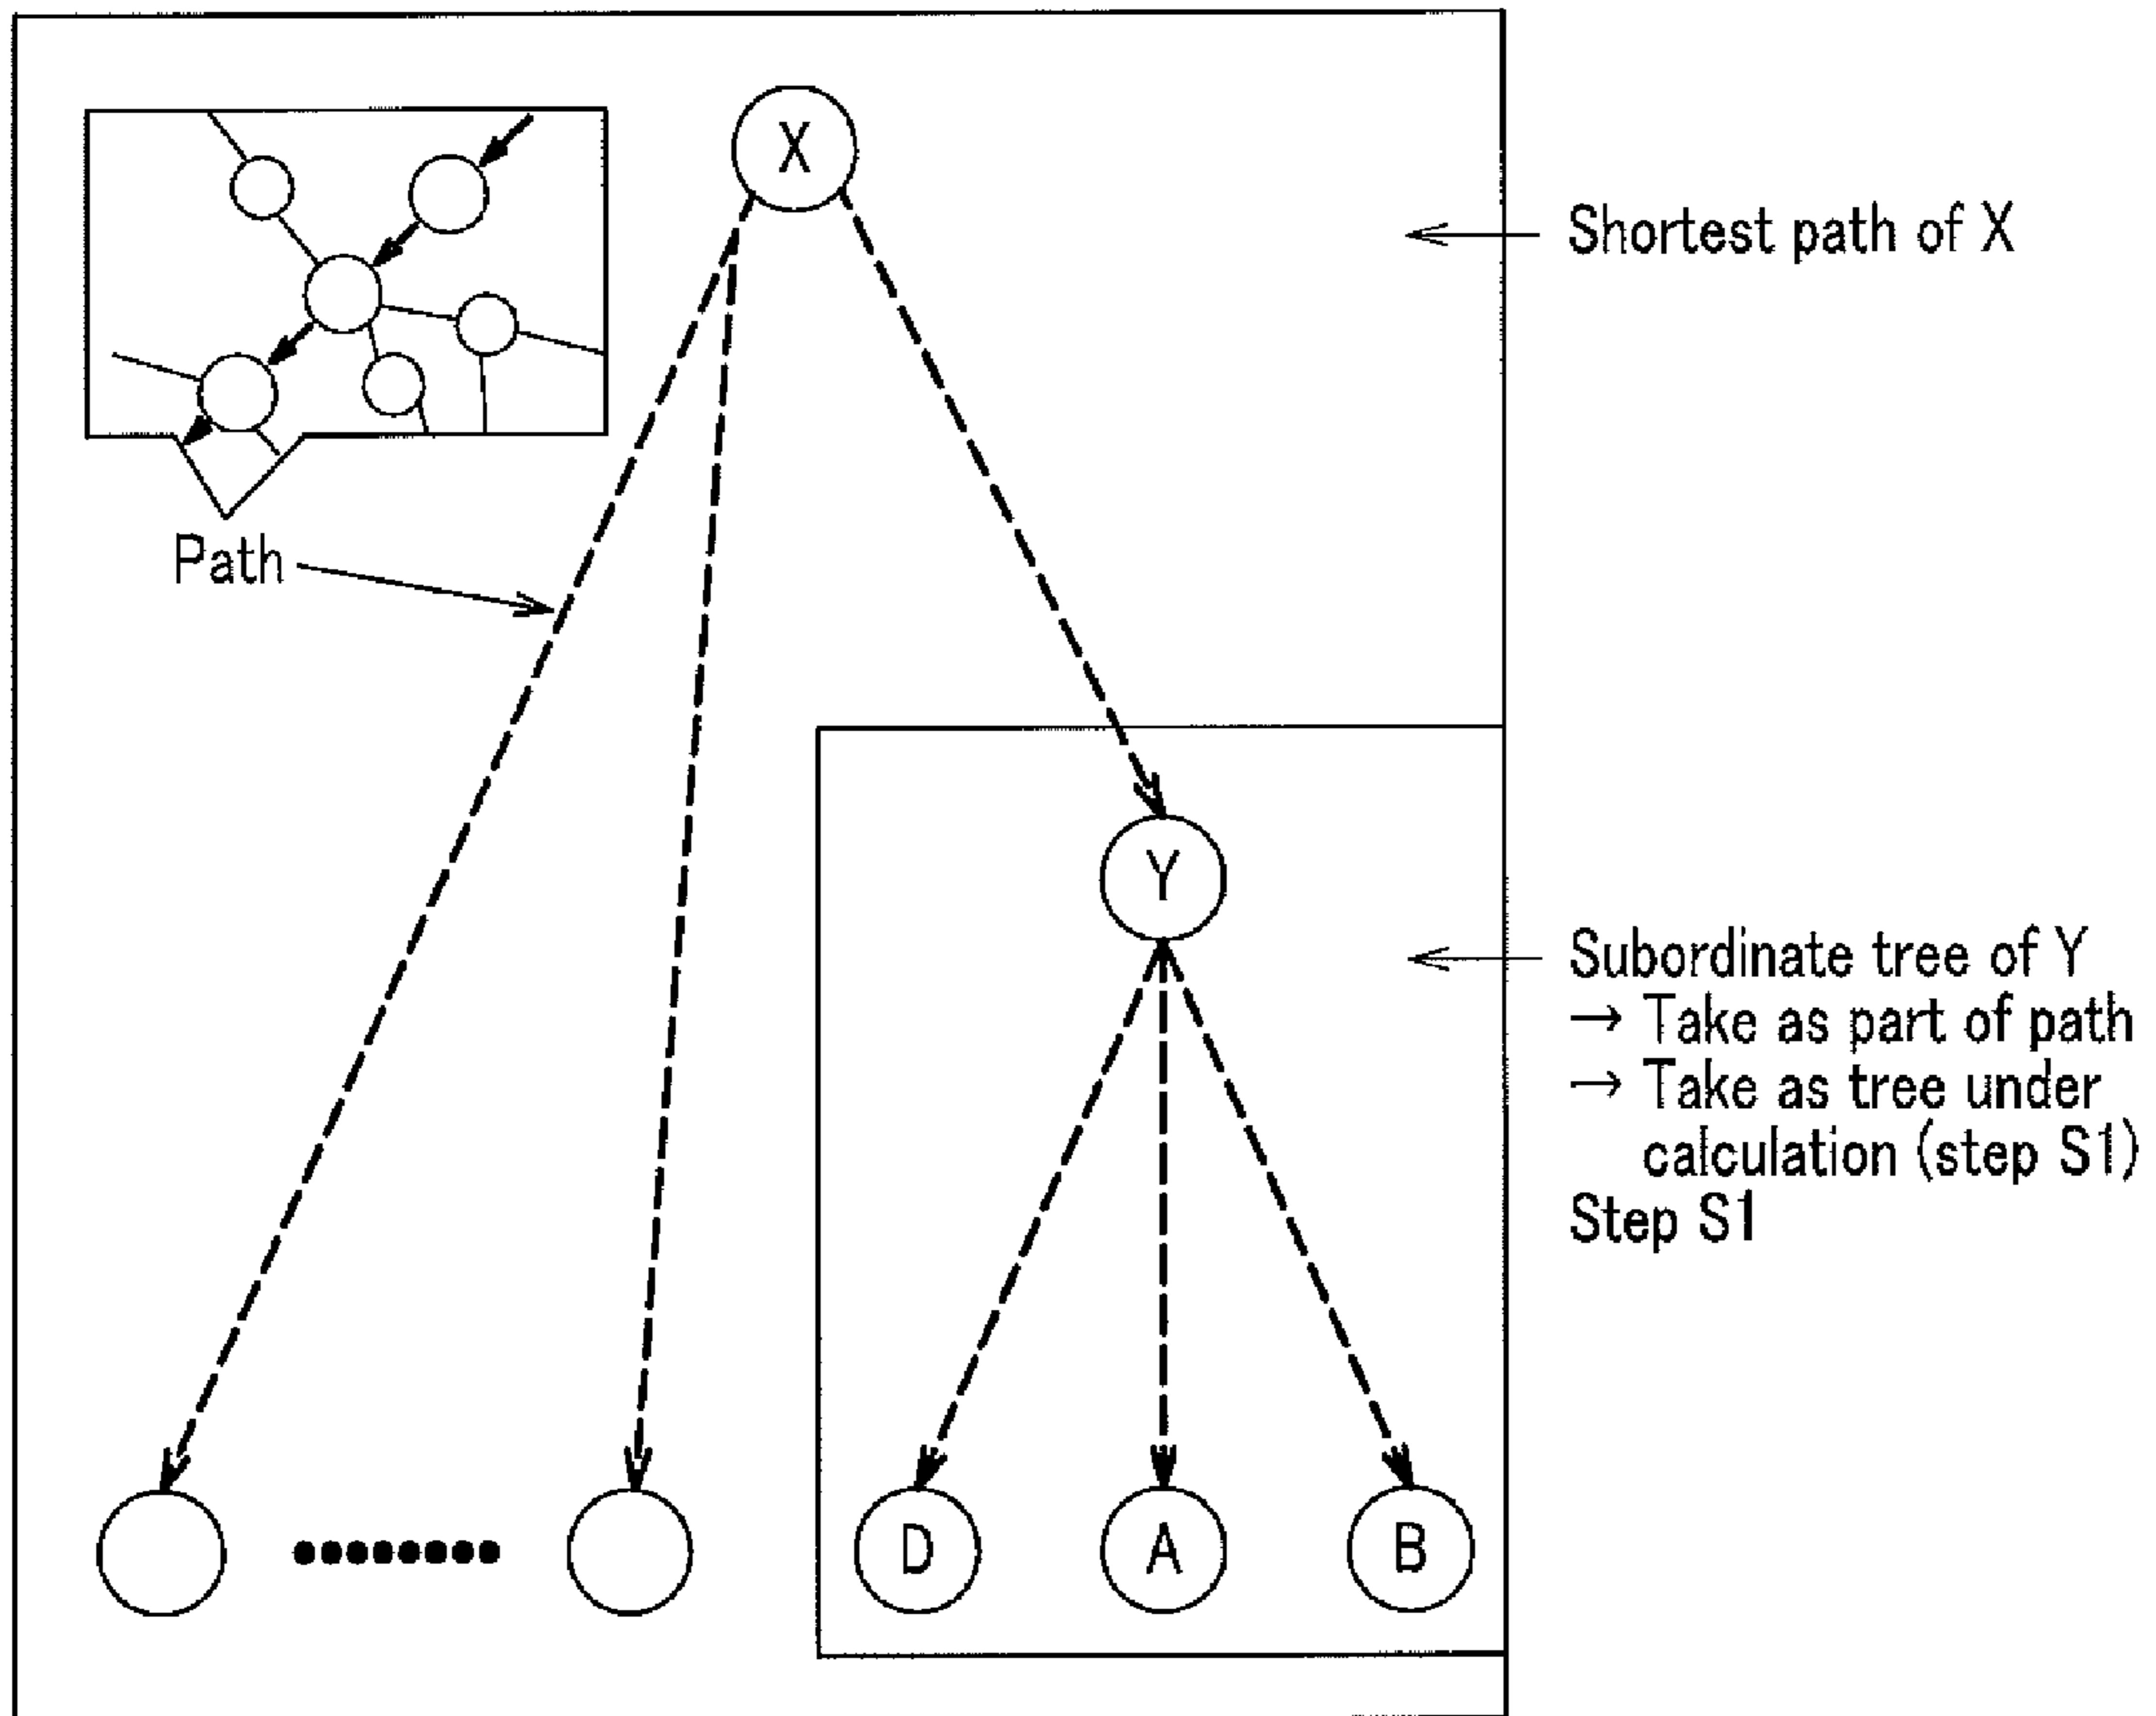 X
Shortest path of X
Path
Y
Subordinate tree of Y
→ Take as part of path
→ Take as tree under
calculation (step S1)
Step S1
D
A
B